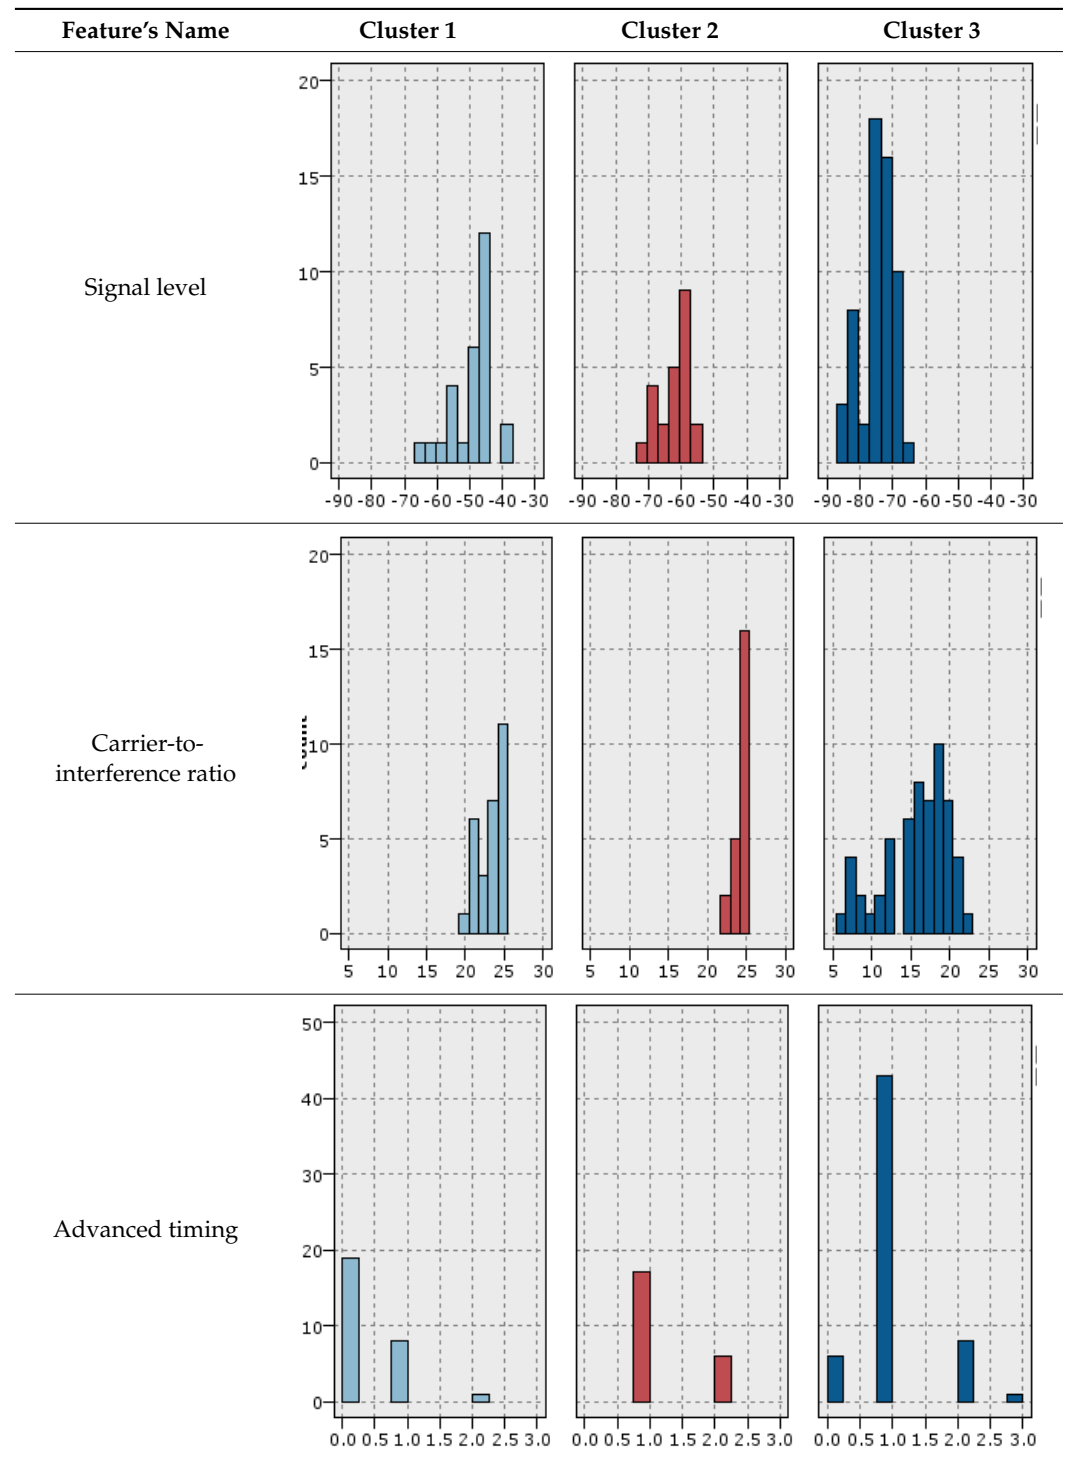 Feature's Name Cluster 1 Cluster 2 Cluster 3
Signal level
20
15
10
5
0
-90 -80 -70 -60 -50 -40 -30
-90 -80 -70 -60 -50 -40 -30
-90 -80 -70 -60 -50 -40 -30
Carrier-to-
interference ratio
count
20
15
10
5
0
5 10 15 20 25 30
5 10 15 20 25 30
5 10 15 20 25 30
Advanced timing
50
40
30
20
10
0
0.0 0.5 1.0 1.5 2.0 2.5 3.0
0.0 0.5 1.0 1.5 2.0 2.5 3.0
0.0 0.5 1.0 1.5 2.0 2.5 3.0